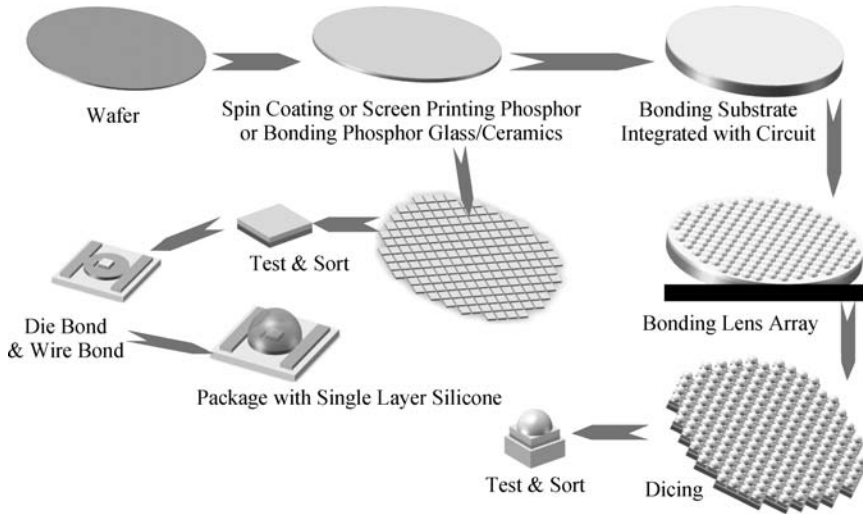 Wafer
Spin Coating or Screen Printing Phosphor
or Bonding Phosphor Glass/Ceramics
Bonding Substrate
Integrated with Circuit
Test & Sort
Die Bond
& Wire Bond
Package with Single Layer Silicone
Bonding Lens Array
Test & Sort
Dicing